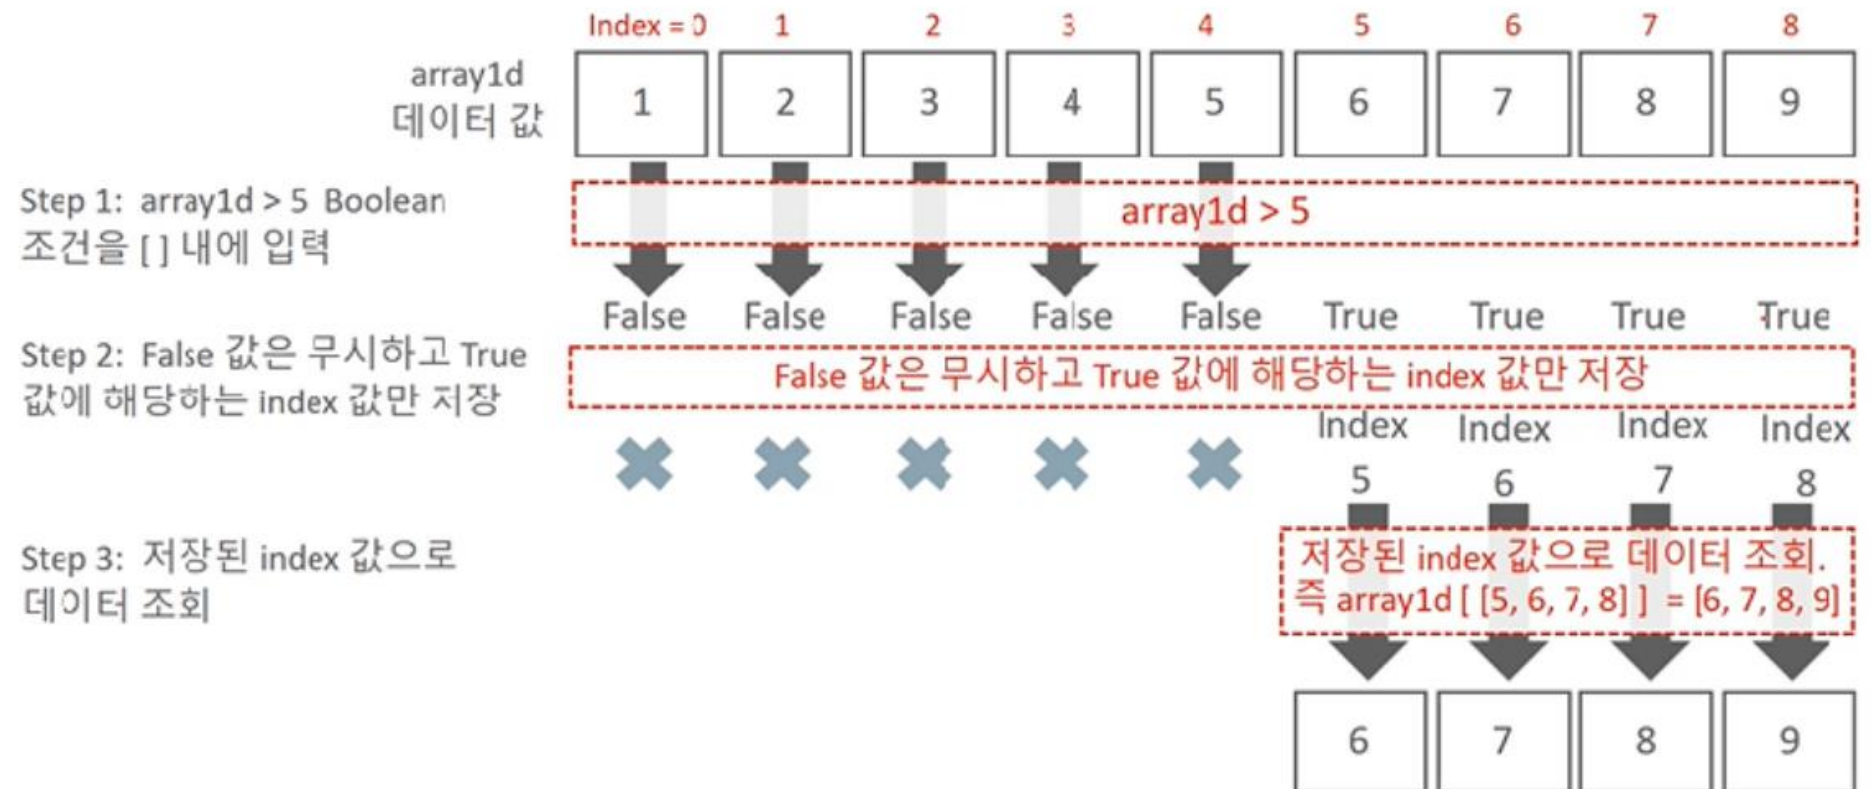 Index = 0 1 2 3 4 5 6 7 8
array1d
데이터 값
1 2 3 4 5 6 7 8 9
Step 1: array1d > 5 Boolean
조건을 [ ] 내에 입력
array1d > 5
False False False False False True True True True
Step 2: False 값은 무시하고 True
값에 해당하는 index 값만 저장
False 값은 무시하고 True 값에 해당하는 index 값만 저장
Index Index Index Index
5 6 7 8
Step 3: 저장된 index 값으로
데이터 조회
저장된 index 값으로 데이터 조회.
즉 array1d [ [5, 6, 7, 8] ] = [6, 7, 8, 9]
6 7 8 9